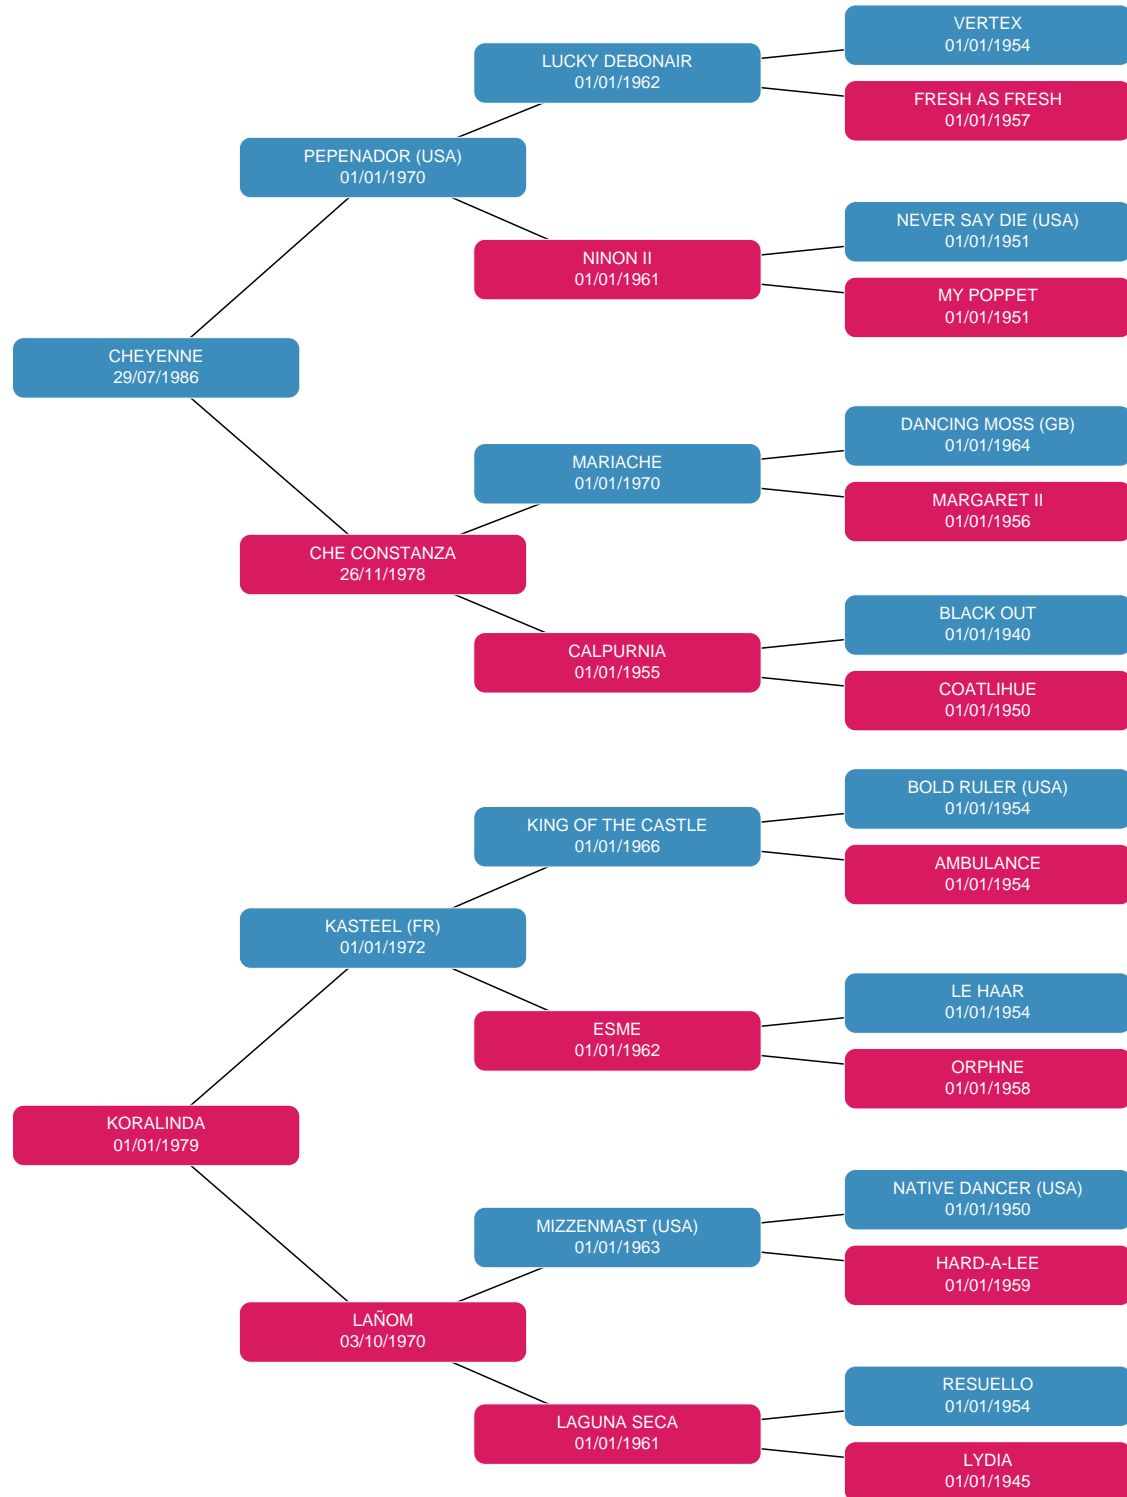 VERTEX
01/01/1954
LUCKY DEBONAIR
01/01/1962
FRESH AS FRESH
01/01/1957
PEPENADOR (USA)
01/01/1970
NEVER SAY DIE (USA)
01/01/1951
NINON II
01/01/1961
MY POPPET
01/01/1951
CHEYENNE
29/07/1986
DANCING MOSS (GB)
01/01/1964
MARIACHE
01/01/1970
MARGARET II
01/01/1956
CHE CONSTANZA
26/11/1978
BLACK OUT
01/01/1940
CALPURNIA
01/01/1955
COATLIHUE
01/01/1950
BOLD RULER (USA)
01/01/1954
KING OF THE CASTLE
01/01/1966
AMBULANCE
01/01/1954
KASTEEL (FR)
01/01/1972
LE HAAR
01/01/1954
ESME
01/01/1962
ORPHNE
01/01/1958
KORALINDA
01/01/1979
NATIVE DANCER (USA)
01/01/1950
MIZZENMAST (USA)
01/01/1963
HARD-A-LEE
01/01/1959
LAÑOM
03/10/1970
RESUELLO
01/01/1954
LAGUNA SECA
01/01/1961
LYDIA
01/01/1945